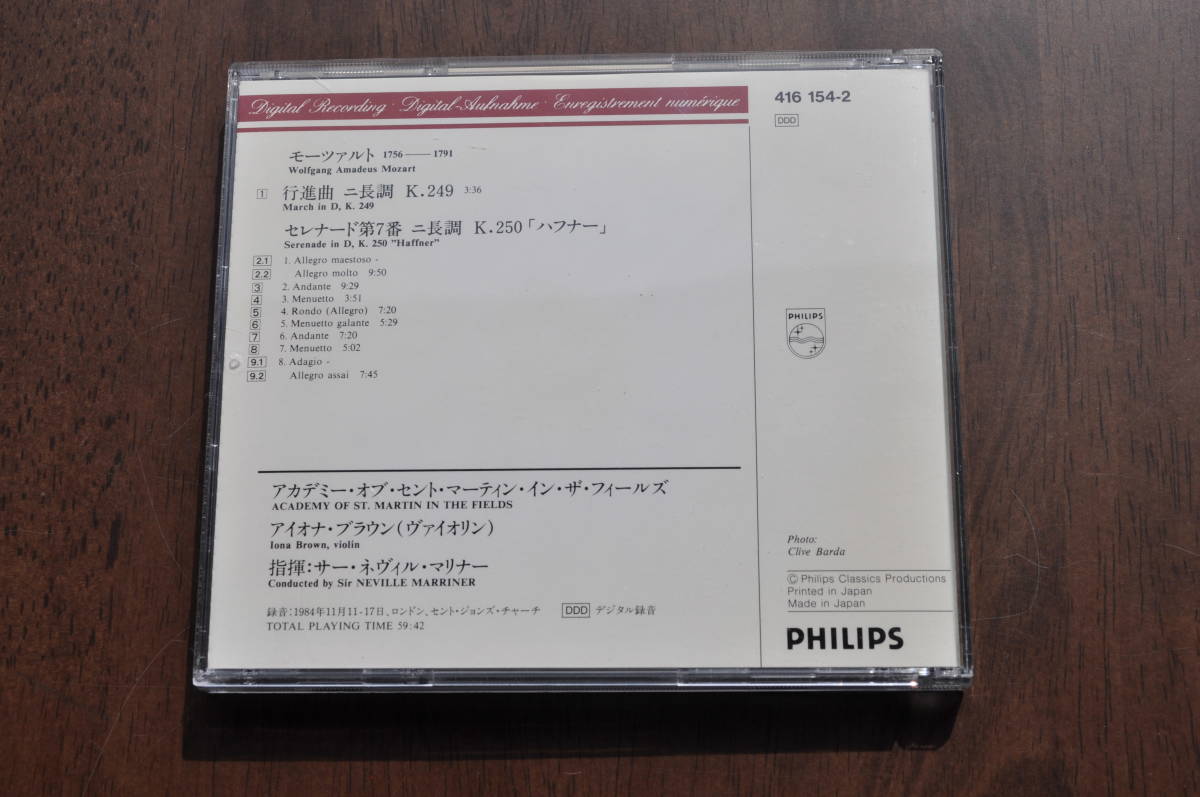 Digital Recording · Digital-Aufnahme · Enregistrement numérique
モーツァルト 1756——1791
Wolfgang Amadeus Mozart
1 行進曲 ニ長調 K.249 3:36
March in D, K. 249
セレナード第7番 ニ長調 K.250「ハフナー」
Serenade in D, K. 250 "Haffner"
2.1 1. Allegro maestoso -
2.2 Allegro molto 9:50
3 2. Andante 9:29
4 3. Menuetto 3:51
5 4. Rondo (Allegro) 7:20
6 5. Menuetto galante 5:29
7 6. Andante 7:20
8 7. Menuetto 5:02
9.1 8. Adagio -
9.2 Allegro assai 7:45
アカデミー・オブ・セント・マーティン・イン・ザ・フィールズ
ACADEMY OF ST. MARTIN IN THE FIELDS
アイオナ・ブラウン(ヴァイオリン)
Iona Brown, violin
指揮:サー・ネヴィル・マリナー
Conducted by Sir NEVILLE MARRINER
録音:1984年11月11-17日、ロンドン、セント・ジョンズ・チャーチ DDD デジタル録音
TOTAL PLAYING TIME 59:42
416 154-2
DDD
PHILIPS
Photo:
Clive Barda
© Philips Classics Productions
Printed in Japan
Made in Japan
PHILIPS